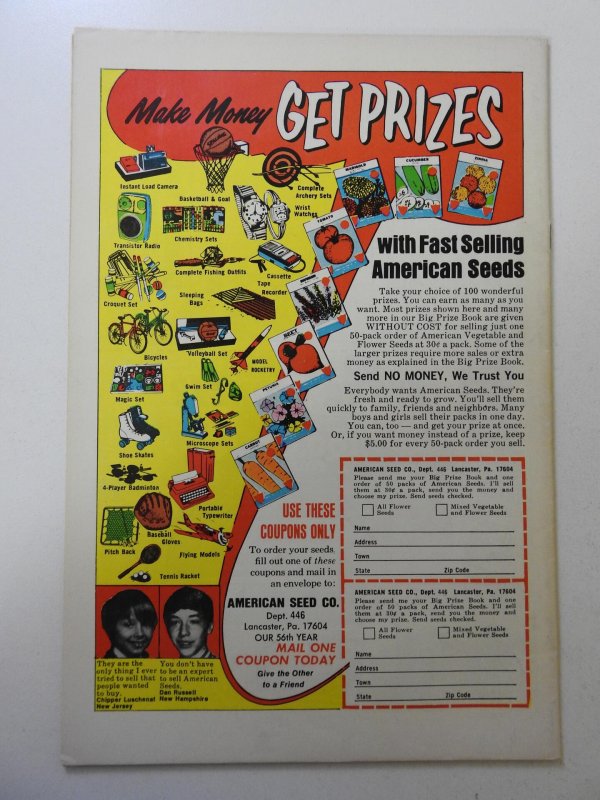 Make Money GET PRIZES
Instant Load Camera
Basketball & Goal
Complete
Archery Sets
MARIGOLD
CUCUMBER
ZINNIA
Transistor Radio
Chemistry Sets
Wrist
Watches
TOMATO
Croquet Set
Complete Fishing Outfits
Cassette
Tape
Recorder
Sleeping
Bags
Bicycles
Volleyball Set
MODEL
ROCKETRY
BEET
Magic Set
Swim Set
PETUNIA
Shoe Skates
Microscope Sets
CARROT
4-Player Badminton
Portable
Typewriter
Pitch Back
Baseball
Gloves
Flying Models
Tennis Racket
with Fast Selling
American Seeds
Take your choice of 100 wonderful
prizes. You can earn as many as you
want. Most prizes shown here and many
more in our Big Prize Book are given
WITHOUT COST for selling just one
50-pack order of American Vegetable and
Flower Seeds at 30¢ a pack. Some of the
larger prizes require more sales or extra
money as explained in the Big Prize Book.
Send NO MONEY, We Trust You
Everybody wants American Seeds. They're
fresh and ready to grow. You'll sell them
quickly to family, friends and neighbors. Many
boys and girls sell their packs in one day.
You can, too — and get your prize at once.
Or, if you want money instead of a prize, keep
$5.00 for every 50-pack order you sell.
USE THESE
COUPONS ONLY
To order your seeds,
fill out one of these
coupons and mail in
an envelope to:
AMERICAN SEED CO.
Dept. 446
Lancaster, Pa. 17604
OUR 56th YEAR
MAIL ONE
COUPON TODAY
Give the Other
to a Friend
They are the
only thing I ever
tried to sell that
people wanted
to buy.
Chipper Luschenat
New Jersey
You don't have
to be an expert
to sell American
Seeds.
Dan Russell
New Hampshire
AMERICAN SEED CO., Dept. 446 Lancaster, Pa. 17604
Please send me your Big Prize Book and one
order of 50 packs of American Seeds. I'll sell
them at 30¢ a pack, send you the money and
choose my prize. Send seeds checked.
All Flower
Seeds
Mixed Vegetable
and Flower Seeds
Name
Address
Town
State Zip Code
AMERICAN SEED CO., Dept. 446 Lancaster, Pa. 17604
Please send me your Big Prize Book and one
order of 50 packs of American Seeds. I'll sell
them at 30¢ a pack, send you the money and
choose my prize. Send seeds checked.
All Flower
Seeds
Mixed Vegetable
and Flower Seeds
Name
Address
Town
State Zip Code